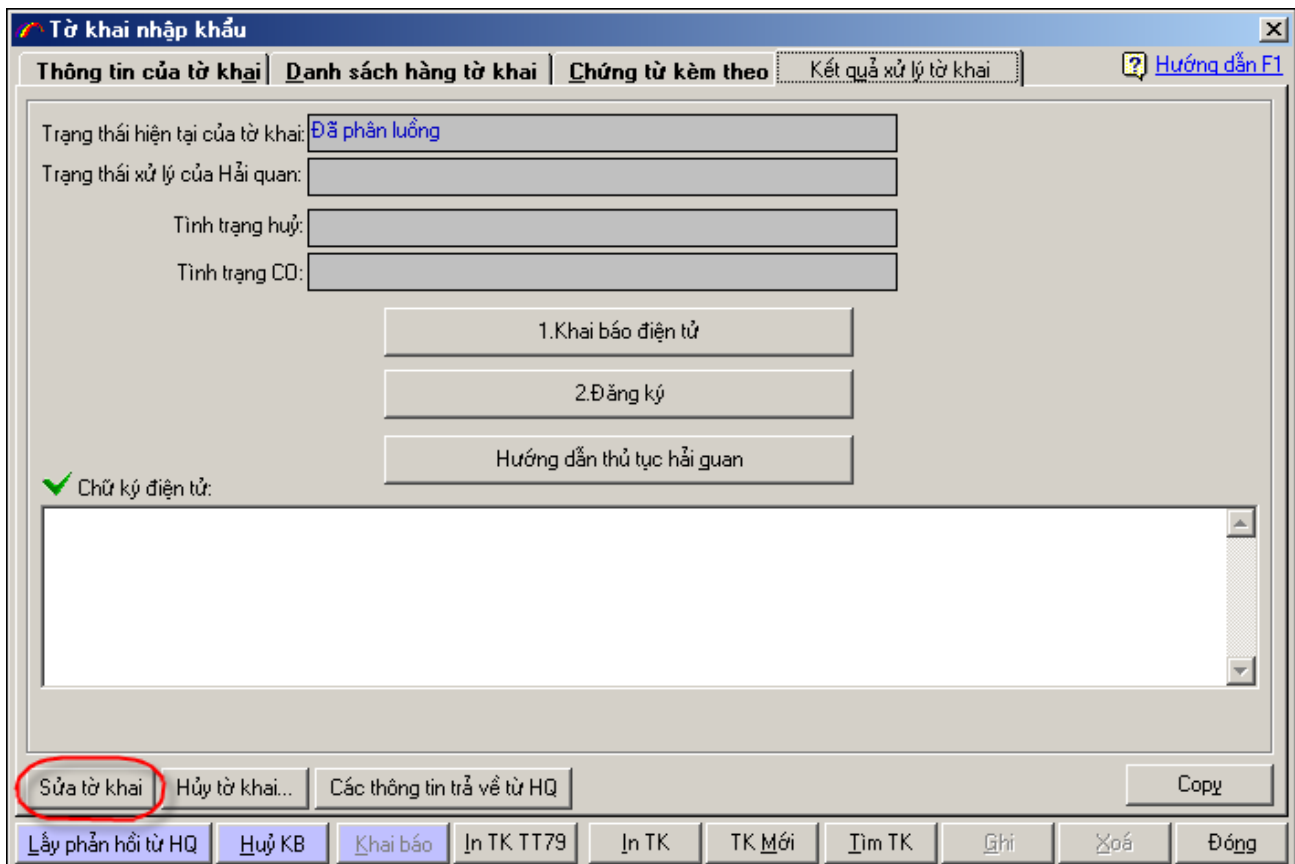 Tờ khai nhập khẩu
Thông tin của tờ khai Danh sách hàng tờ khai Chứng từ kèm theo Kết quả xử lý tờ khai Hướng dẫn F1
Trạng thái hiện tại của tờ khai: Đã phân luồng
Trạng thái xử lý của Hải quan:
Tình trạng huỷ:
Tình trạng CO:
1.Khai báo điện tử
2.Đăng ký
Hướng dẫn thủ tục hải guan
Chữ ký điện tử:
Sửa tờ khai Hủy tờ khai... Các thông tin trả về từ HQ Copy
Lấy phản hồi từ HQ Huỷ KB Khai báo In TK TT79 In TK TK Mới Tìm TK Ghi Xoá Đóng